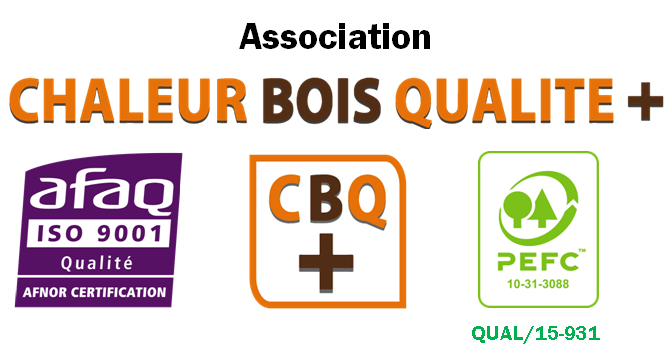 Association
CHALEUR BOIS QUALITE +
afaq
ISO 9001
Qualité
AFNOR CERTIFICATION
CBQ
+
PEFC™
10-31-3088
QUAL/15-931